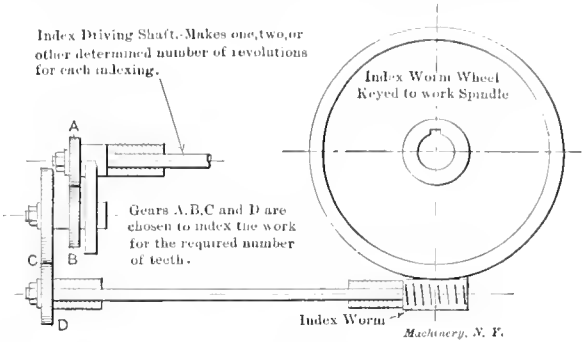 Index Driving Shaft. Makes one, two, or
other determined number of revolutions
for each indexing.
Index Worm Wheel
Keyed to work Spindle
A
Gears A.B.C and D are
chosen to index the work
for the required number
of teeth.
C
B
D
Index Worm
Machinery, N. Y.